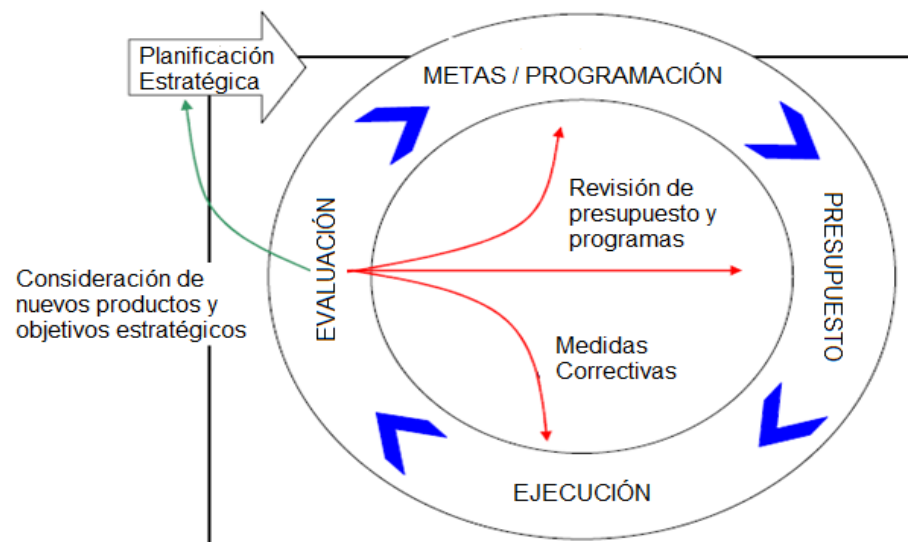 Planificación
Estratégica
METAS / PROGRAMACIÓN
Revisión de
presupuesto y
programas
PRESUPUESTO
EVALUACIÓN
Consideración de
nuevos productos y
objetivos estratégicos
Medidas
Correctivas
EJECUCIÓN